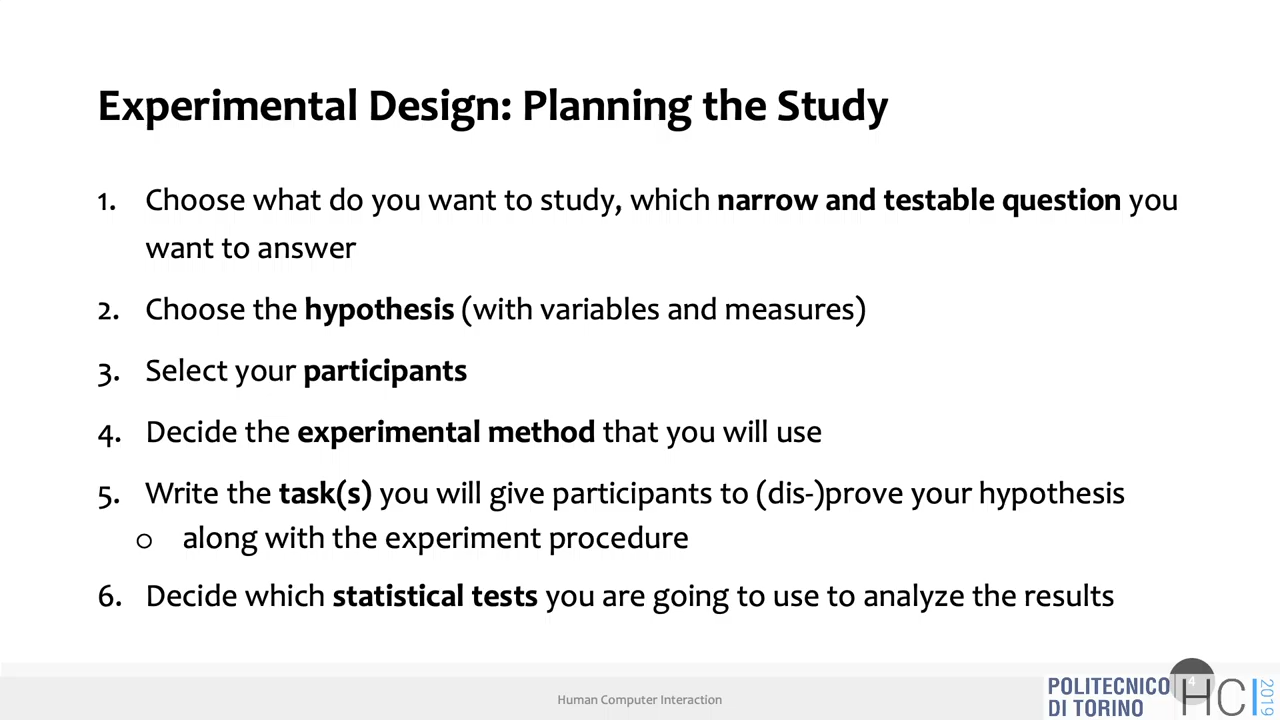 Experimental Design: Planning the Study
1. Choose what do you want to study, which narrow and testable question you
want to answer
2. Choose the hypothesis (with variables and measures)
3. Select your participants
4. Decide the experimental method that you will use
5. Write the task(s) you will give participants to (dis-)prove your hypothesis
o along with the experiment procedure
6. Decide which statistical tests you are going to use to analyze the results
Human Computer Interaction
POLITECNICO
DI TORINO
4
HCI
2019